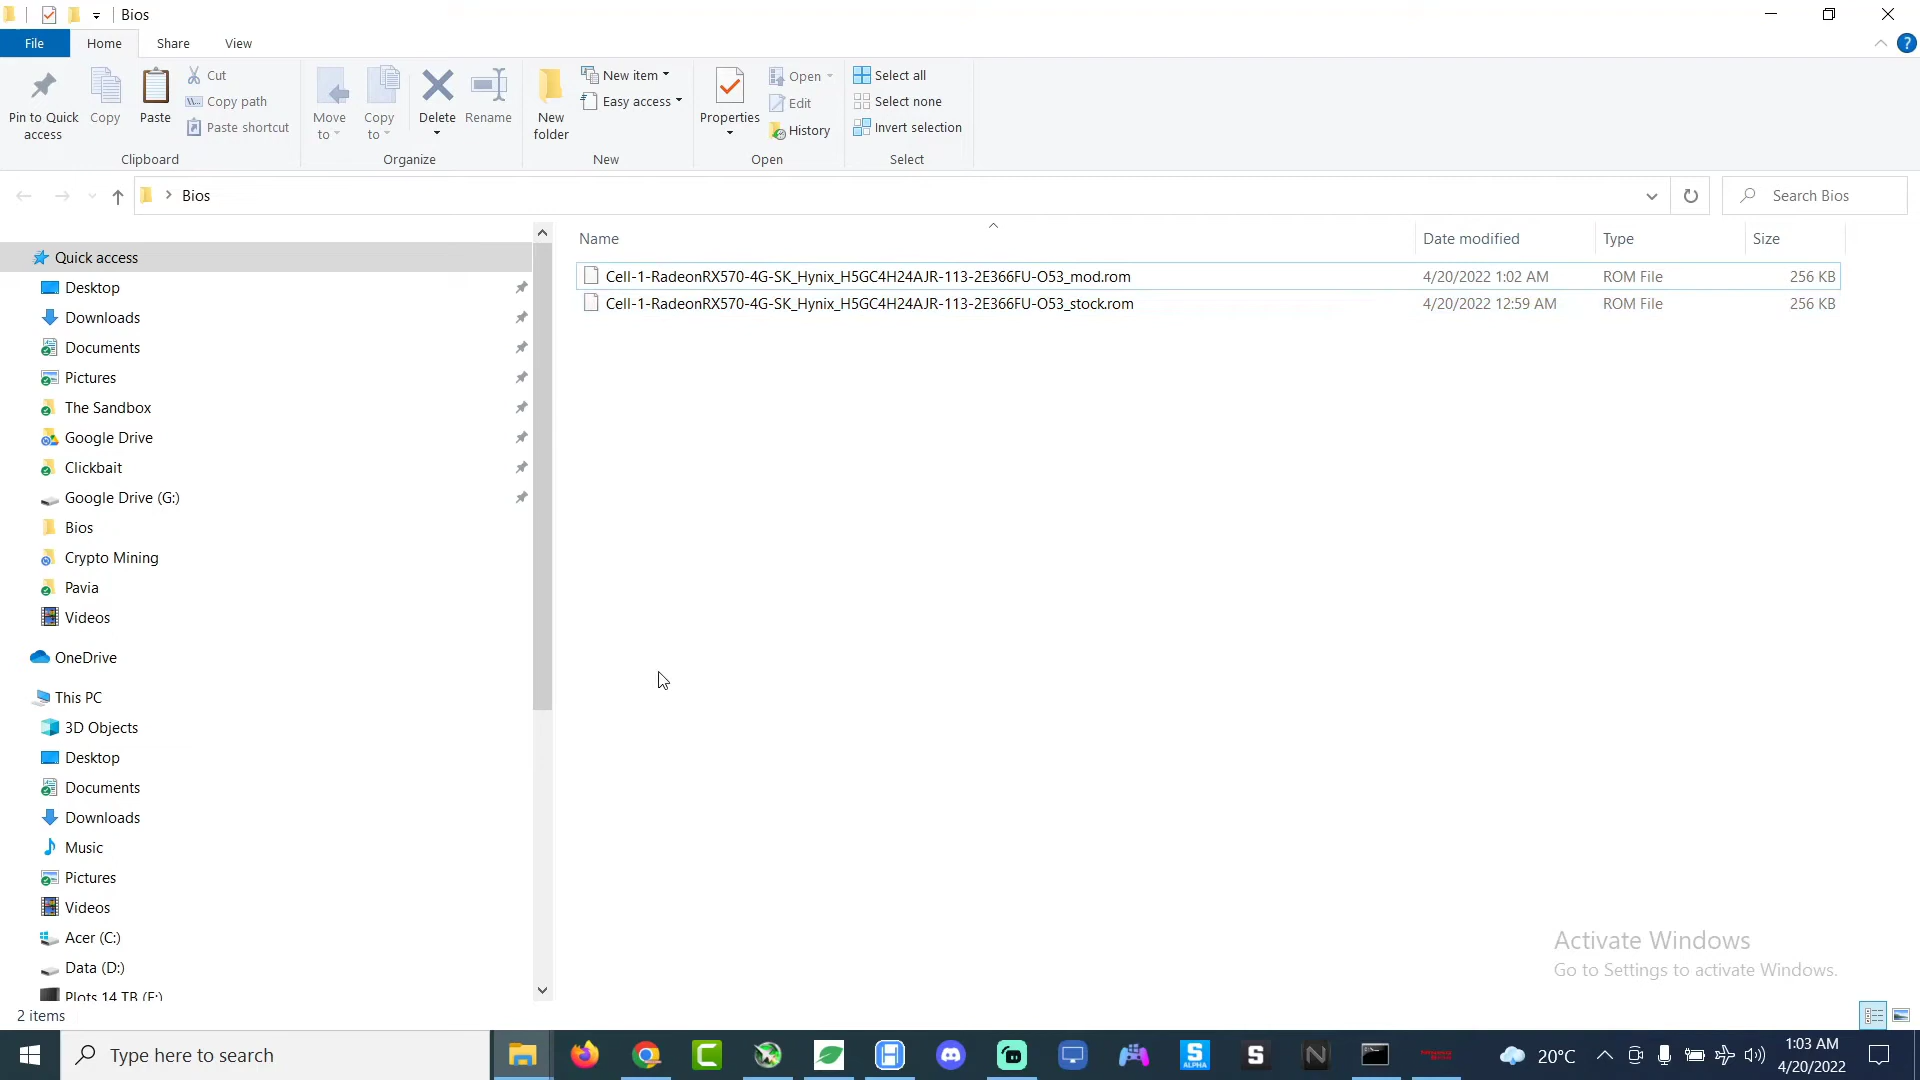 Bios
File
Home
Share
View
Pin to Quick access
Copy
Paste
Cut
Copy path
Paste shortcut
Clipboard
Move to
Copy to
Delete
Rename
Organize
New folder
New item
Easy access
New
Properties
Open
Edit
History
Open
Select all
Select none
Invert selection
Select
Bios
Search Bios
Name
Date modified
Type
Size
Cell-1-RadeonRX570-4G-SK_Hynix_H5GC4H24AJR-113-2E366FU-O53_mod.rom 4/20/2022 1:02 AM ROM File 256 KB
Cell-1-RadeonRX570-4G-SK_Hynix_H5GC4H24AJR-113-2E366FU-O53_stock.rom 4/20/2022 12:59 AM ROM File 256 KB
Quick access
Desktop
Downloads
Documents
Pictures
The Sandbox
Google Drive
Clickbait
Google Drive (G:)
Bios
Crypto Mining
Pavia
Videos
OneDrive
This PC
3D Objects
Desktop
Documents
Downloads
Music
Pictures
Videos
Acer (C:)
Data (D:)
Plots 14 TB (E:)
Activate Windows
Go to Settings to activate Windows.
2 items
Type here to search
ALPHA
20°C
1:03 AM
4/20/2022